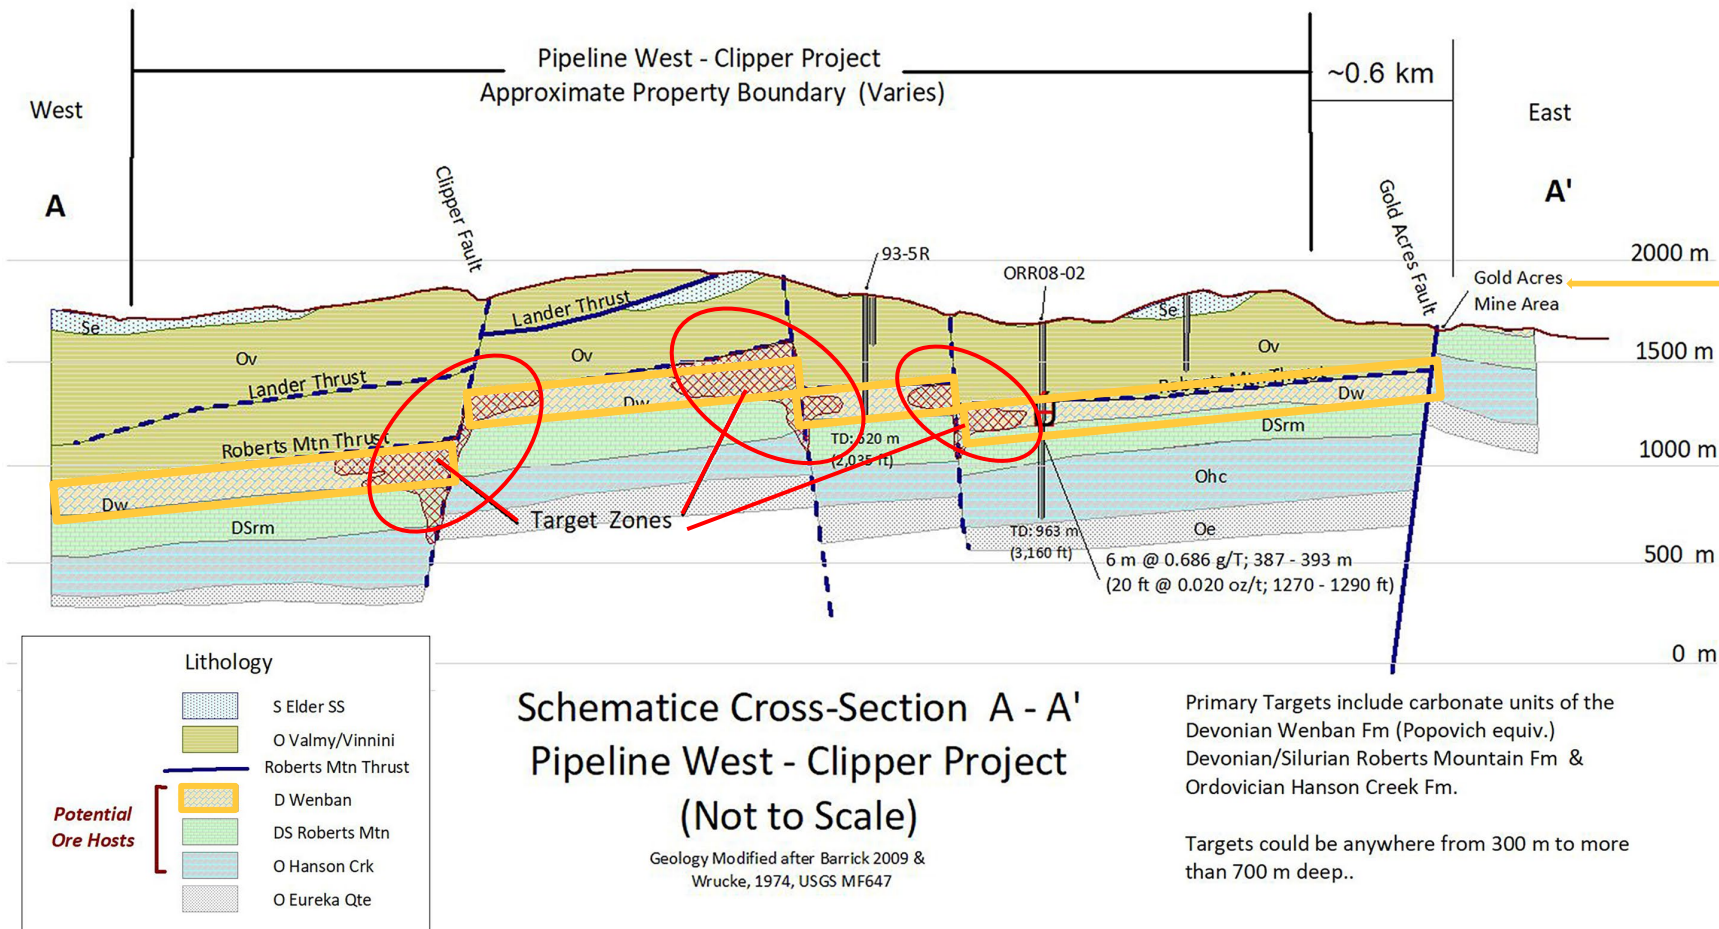 Pipeline West - Clipper Project
Approximate Property Boundary (Varies)
~0.6 km
West
East
A
A'
Clipper Fault
Gold Acres Fault
2000 m
93-5R
ORR08-02
Gold Acres
Mine Area
Se
Lander Thrust
Se
Ov
Ov
Ov
1500 m
Lander Thrust
Roberts Mtn Thrust
Dw
Dw
Roberts Mtn Thrust
TD: 620 m
(2,035 ft)
DSrm
1000 m
Dw
Ohc
DSrm
Target Zones
TD: 963 m
(3,160 ft)
Oe
500 m
6 m @ 0.686 g/T; 387 - 393 m
(20 ft @ 0.020 oz/t; 1270 - 1290 ft)
0 m
Lithology
S Elder SS
O Valmy/Vinnini
Roberts Mtn Thrust
D Wenban
DS Roberts Mtn
O Hanson Crk
O Eureka Qte
Potential
Ore Hosts
Schematice Cross-Section A - A'
Pipeline West - Clipper Project
(Not to Scale)
Geology Modified after Barrick 2009 &
Wrucke, 1974, USGS MF647
Primary Targets include carbonate units of the
Devonian Wenban Fm (Popovich equiv.)
Devonian/Silurian Roberts Mountain Fm &
Ordovician Hanson Creek Fm.
Targets could be anywhere from 300 m to more
than 700 m deep..